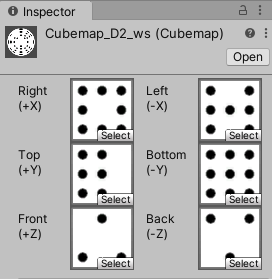 Inspector
Cubemap_D2_ws (Cubemap)
Open
Right Left
(+X) (-X)
Select Select
Top Bottom
(+Y) (-Y)
Select Select
Front Back
(+Z) (-Z)
Select Select